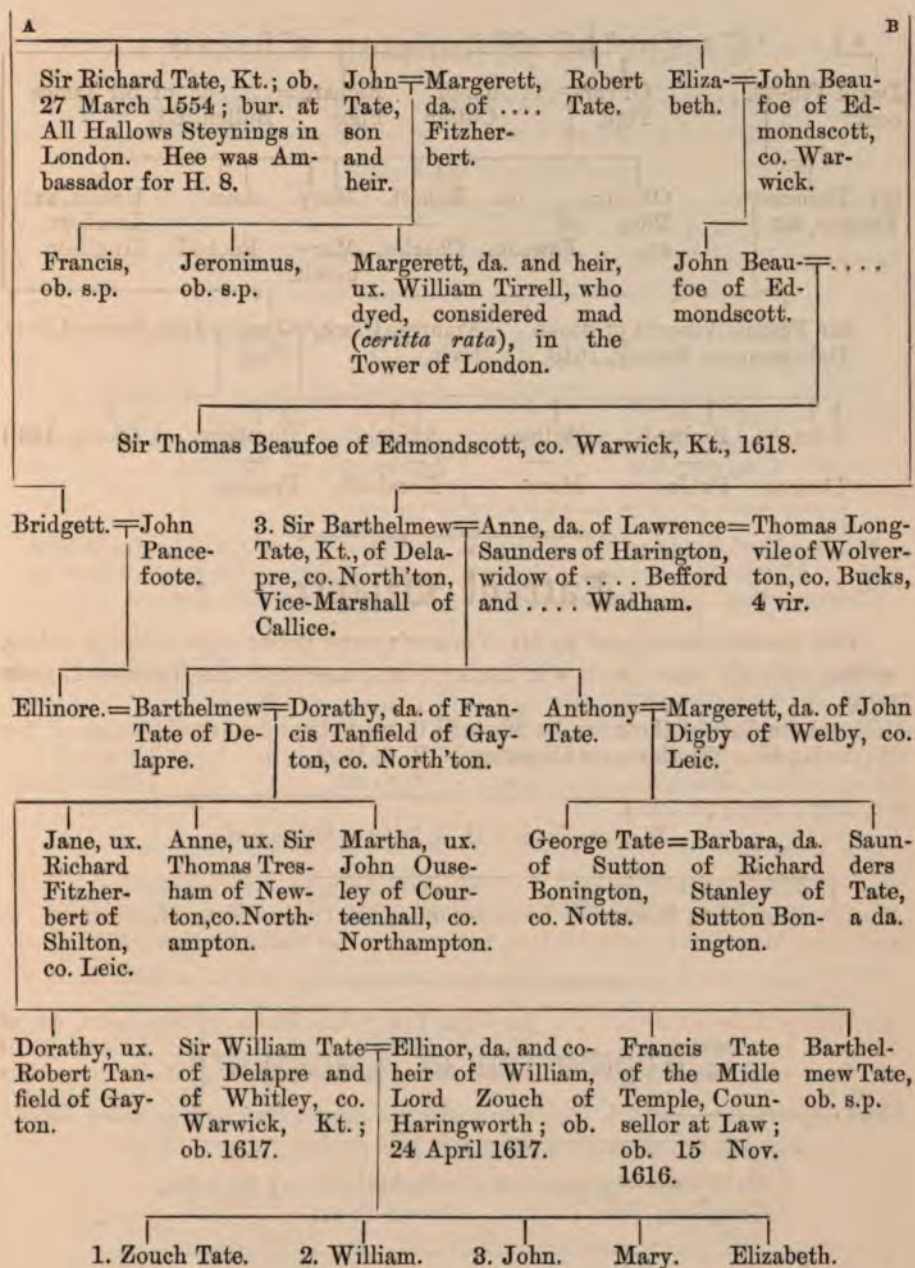 A
B
Sir Richard Tate, Kt.; ob.
27 March 1554; bur. at
All Hallows Steynings in
London. Hee was Am-
bassador for H. 8.
John
Tate,
son
and
heir.
Margerett,
da. of ....
Fitzher-
bert.
Robert
Tate.
Eliza-
beth.
John Beau-
foe of Ed-
mondscott,
co. War-
wick.
Francis,
ob. s.p.
Jeronimus,
ob. s.p.
Margerett, da. and heir,
ux. William Tirrell, who
dyed, considered mad
(ceritta rata), in the
Tower of London.
John Beau-
foe of Ed-
mondscott.
....
Sir Thomas Beaufoe of Edmondscott, co. Warwick, Kt., 1618.
Bridgett.
John
Pance-
foote.
3. Sir Barthelmew
Tate, Kt., of Dela-
pre, co. North'ton,
Vice-Marshall of
Callice.
Anne, da. of Lawrence
Saunders of Harington,
widow of .... Befford
and .... Wadham.
=
Thomas Long-
vile of Wolver-
ton, co. Bucks,
4 vir.
Ellinore.
=
Barthelmew
Tate of De-
lapre.
Dorathy, da. of Fran-
cis Tanfield of Gay-
ton, co. North'ton.
Anthony
Tate.
Margerett, da. of John
Digby of Welby, co.
Leic.
Jane, ux.
Richard
Fitzher-
bert of
Shilton,
co. Leic.
Anne, ux. Sir
Thomas Tres-
ham of New-
ton, co. North-
ampton.
Martha, ux.
John Ouse-
ley of Cour-
teenhall, co.
Northampton.
George Tate
of Sutton
Bonington,
co. Notts.
=
Barbara, da.
of Richard
Stanley of
Sutton Bon-
ington.
Saun-
ders
Tate,
a da.
Dorathy, ux.
Robert Tan-
field of Gay-
ton.
Sir William Tate
of Delapre and
of Whitley, co.
Warwick, Kt.;
ob. 1617.
Ellinor, da. and co-
heir of William,
Lord Zouch of
Haringworth; ob.
24 April 1617.
Francis Tate
of the Midle
Temple, Coun-
sellor at Law;
ob. 15 Nov.
1616.
Barthel-
mew Tate,
ob. s.p.
1. Zouch Tate.
2. William.
3. John.
Mary.
Elizabeth.